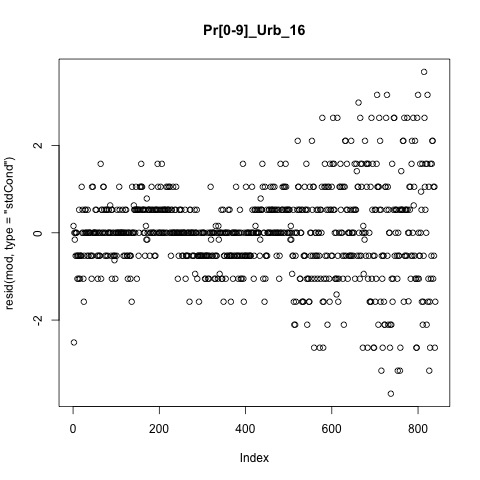 Pr[0-9]_Urb_16
resid(mod, type = "stdCond")
2
0
-2
0 200 400 600 800
Index